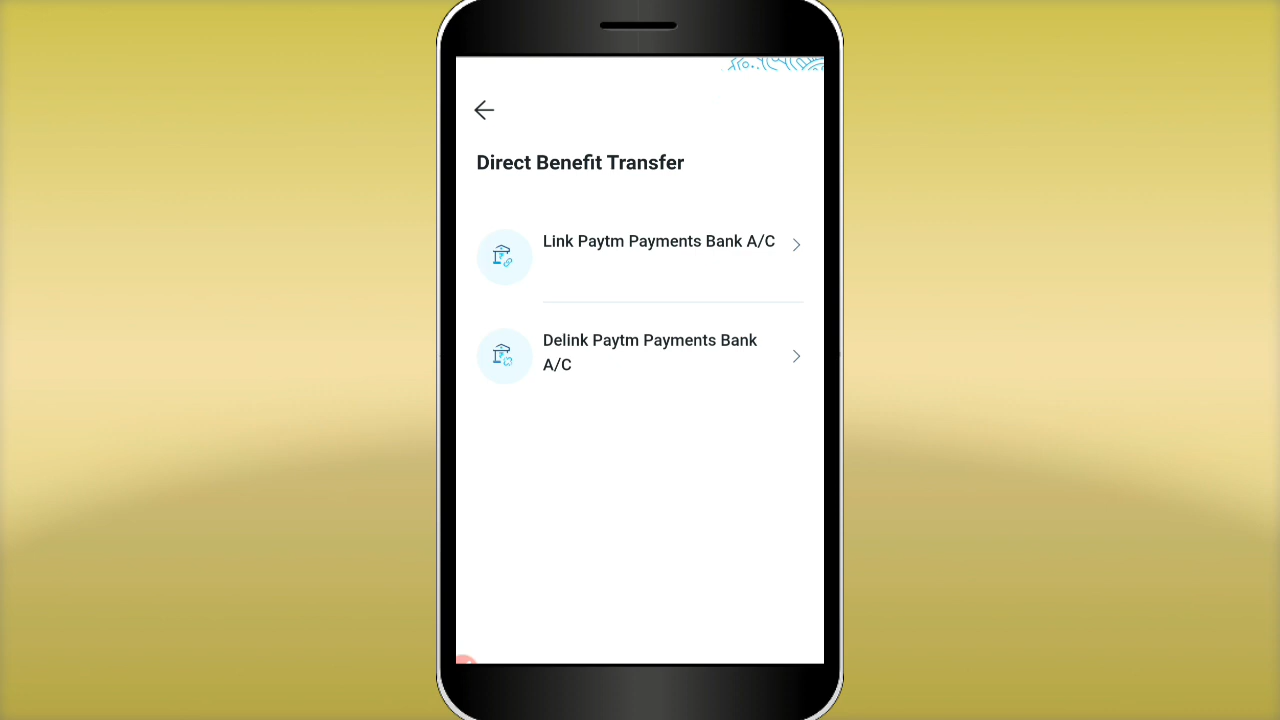 Direct Benefit Transfer
Link Paytm Payments Bank A/C
Delink Paytm Payments Bank
A/C